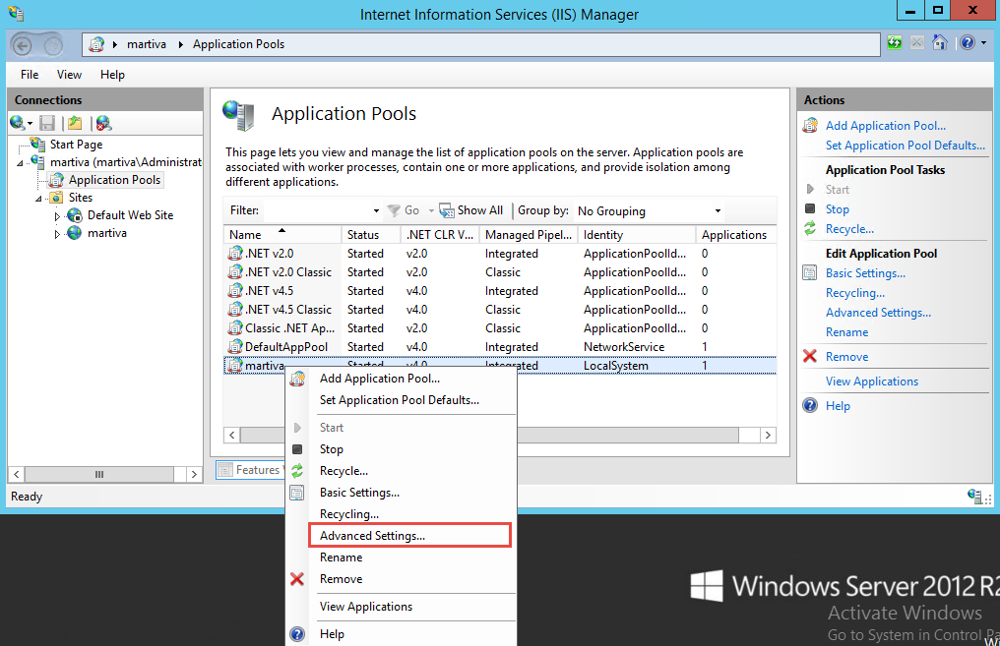 Internet Information Services (IIS) Manager
martiva Application Pools
File View Help
Connections
Start Page
martiva (martiva\Administrat
Application Pools
Sites
Default Web Site
martiva
Application Pools
This page lets you view and manage the list of application pools on the server. Application pools are
associated with worker processes, contain one or more applications, and provide isolation among
different applications.
Filter: Go Show All Group by: No Grouping
Name Status .NET CLR V... Managed Pipel... Identity Applications
.NET v2.0 Started v2.0 Integrated ApplicationPoolId... 0
.NET v2.0 Classic Started v2.0 Classic ApplicationPoolId... 0
.NET v4.5 Started v4.0 Integrated ApplicationPoolId... 0
.NET v4.5 Classic Started v4.0 Classic ApplicationPoolId... 0
Classic .NET Ap... Started v2.0 Classic ApplicationPoolId... 0
DefaultAppPool Started v4.0 Integrated NetworkService 1
martiva Started v4.0 Integrated LocalSystem 1
Add Application Pool...
Set Application Pool Defaults...
Start
Stop
Recycle...
Basic Settings...
Recycling...
Advanced Settings...
Rename
Remove
View Applications
Help
Features
Actions
Add Application Pool...
Set Application Pool Defaults...
Application Pool Tasks
Start
Stop
Recycle...
Edit Application Pool
Basic Settings...
Recycling...
Advanced Settings...
Rename
Remove
View Applications
Help
Ready
Windows Server 2012 R2
Activate Windows
Go to System in Control Pa
Wi